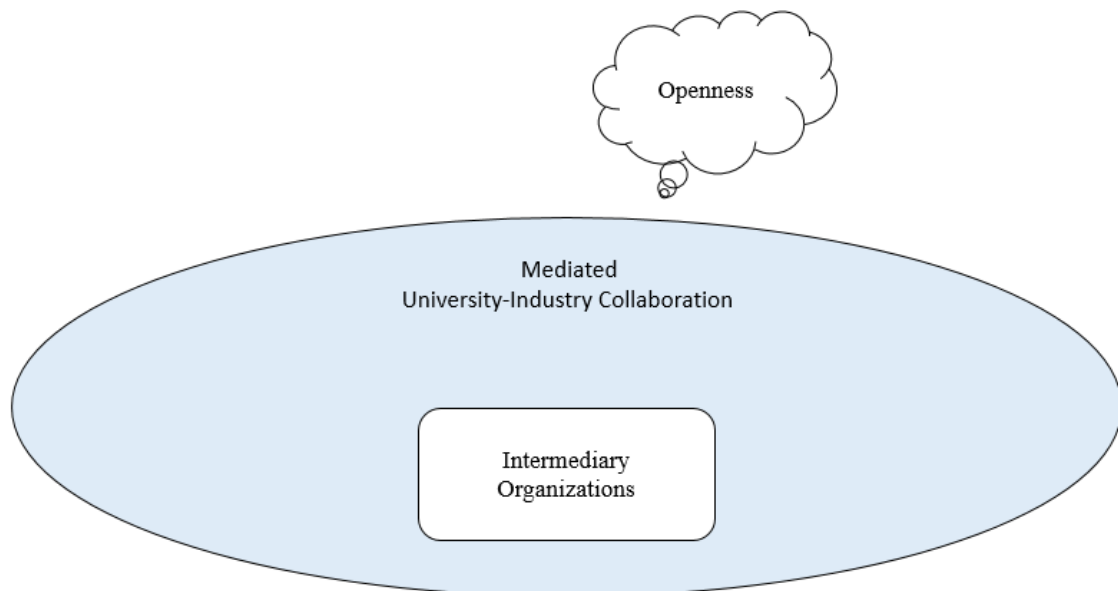 Openness
Mediated
University-Industry Collaboration
Intermediary
Organizations